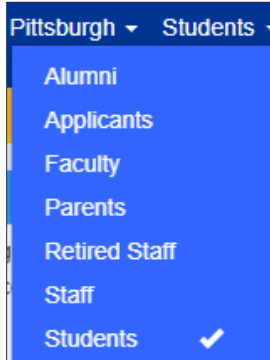 Pittsburgh Students
Alumni
Applicants
Faculty
Parents
Retired Staff
Staff
Students